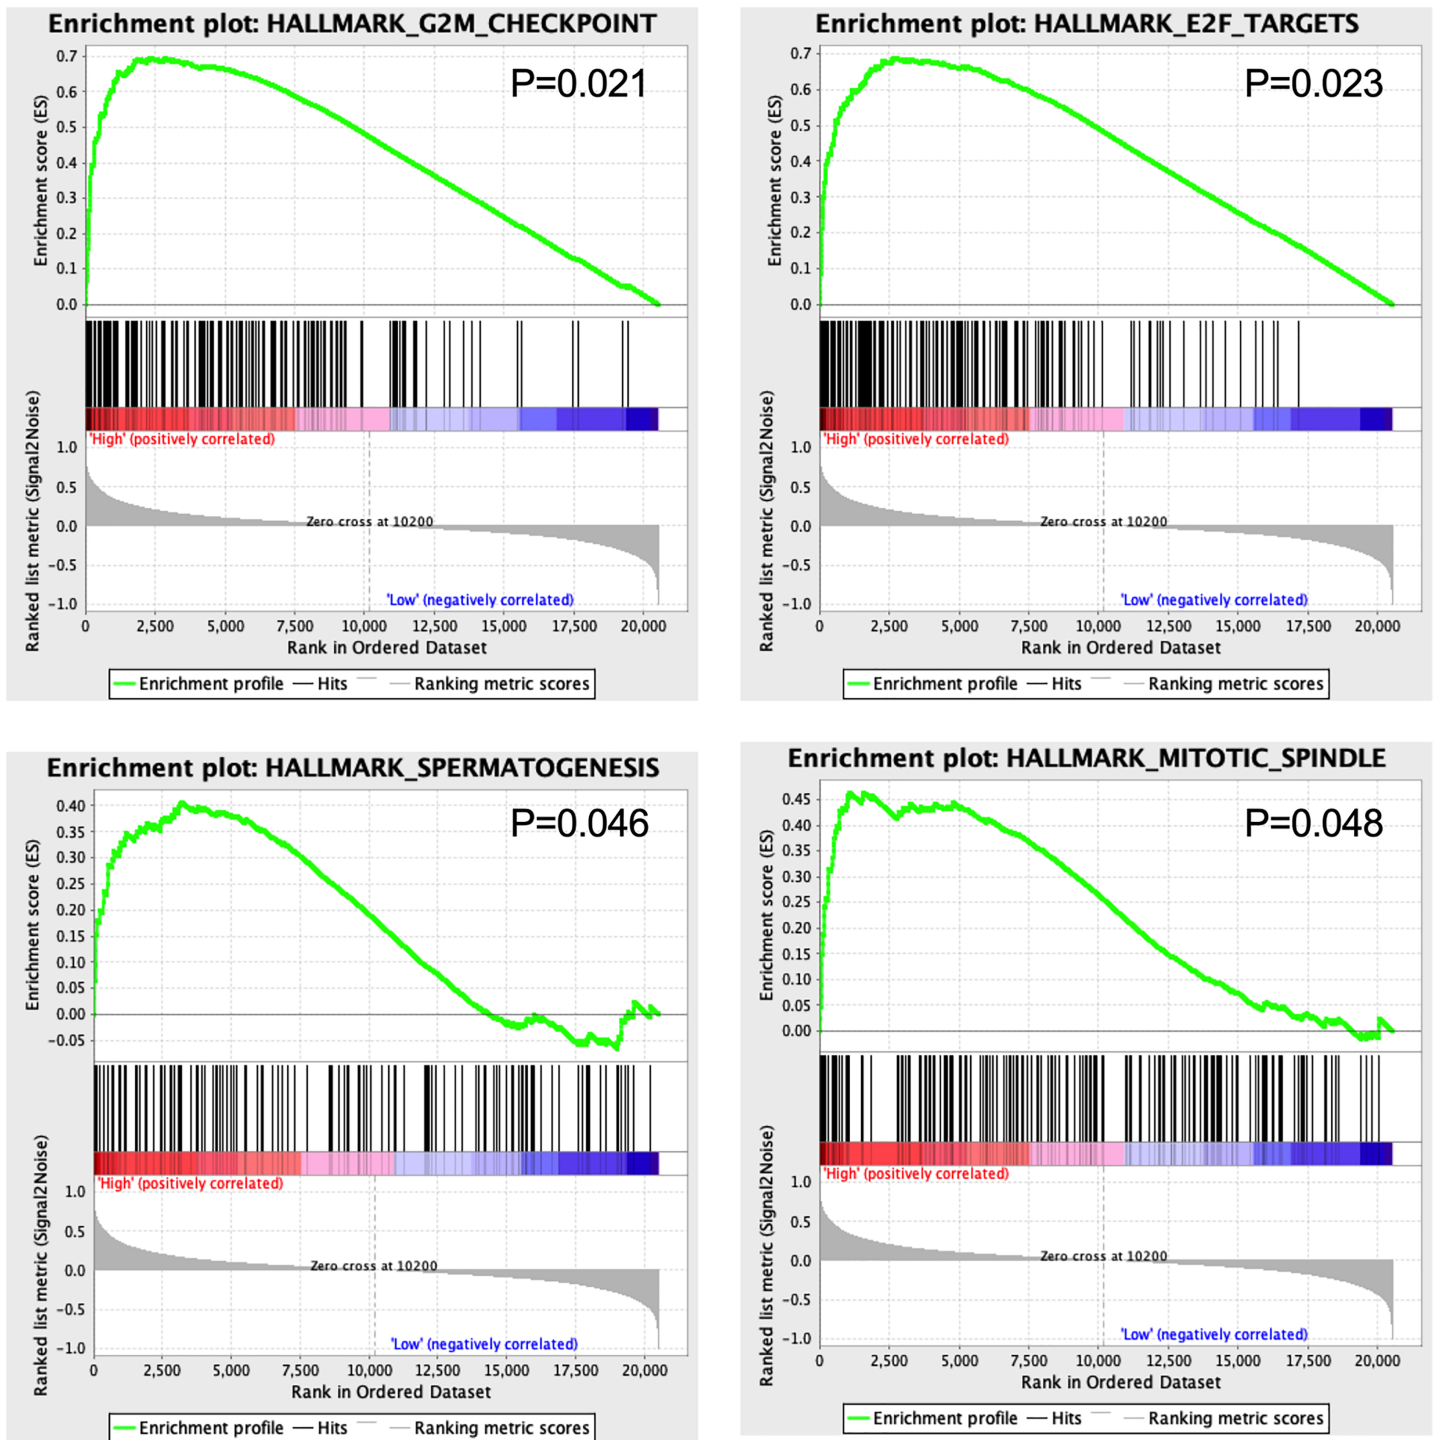 Enrichment plot: HALLMARK_G2M_CHECKPOINT
P=0.021
Enrichment score (ES)
0.7
0.6
0.5
0.4
0.3
0.2
0.1
0.0
'High' (positively correlated)
Ranked list metric (Signal2Noise)
1.0
0.5
0.0
-0.5
-1.0
Zero cross at 10200
'Low' (negatively correlated)
0 2,500 5,000 7,500 10,000 12,500 15,000 17,500 20,000
Rank in Ordered Dataset
Enrichment profile Hits Ranking metric scores
Enrichment plot: HALLMARK_E2F_TARGETS
P=0.023
Enrichment score (ES)
0.7
0.6
0.5
0.4
0.3
0.2
0.1
0.0
'High' (positively correlated)
Ranked list metric (Signal2Noise)
1.0
0.5
0.0
-0.5
-1.0
Zero cross at 10200
'Low' (negatively correlated)
0 2,500 5,000 7,500 10,000 12,500 15,000 17,500 20,000
Rank in Ordered Dataset
Enrichment profile Hits Ranking metric scores
Enrichment plot: HALLMARK_SPERMATOGENESIS
P=0.046
Enrichment score (ES)
0.40
0.35
0.30
0.25
0.20
0.15
0.10
0.05
0.00
-0.05
'High' (positively correlated)
Ranked list metric (Signal2Noise)
1.0
0.5
0.0
-0.5
-1.0
Zero cross at 10200
'Low' (negatively correlated)
0 2,500 5,000 7,500 10,000 12,500 15,000 17,500 20,000
Rank in Ordered Dataset
Enrichment profile Hits Ranking metric scores
Enrichment plot: HALLMARK_MITOTIC_SPINDLE
P=0.048
Enrichment score (ES)
0.45
0.40
0.35
0.30
0.25
0.20
0.15
0.10
0.05
0.00
'High' (positively correlated)
Ranked list metric (Signal2Noise)
1.0
0.5
0.0
-0.5
-1.0
Zero cross at 10200
'Low' (negatively correlated)
0 2,500 5,000 7,500 10,000 12,500 15,000 17,500 20,000
Rank in Ordered Dataset
Enrichment profile Hits Ranking metric scores